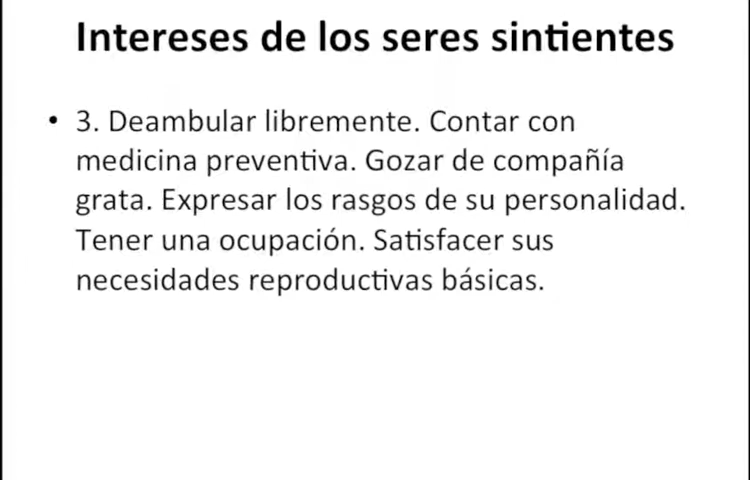 Intereses de los seres sintientes
• 3. Deambular libremente. Contar con
medicina preventiva. Gozar de compañía
grata. Expresar los rasgos de su personalidad.
Tener una ocupación. Satisfacer sus
necesidades reproductivas básicas.